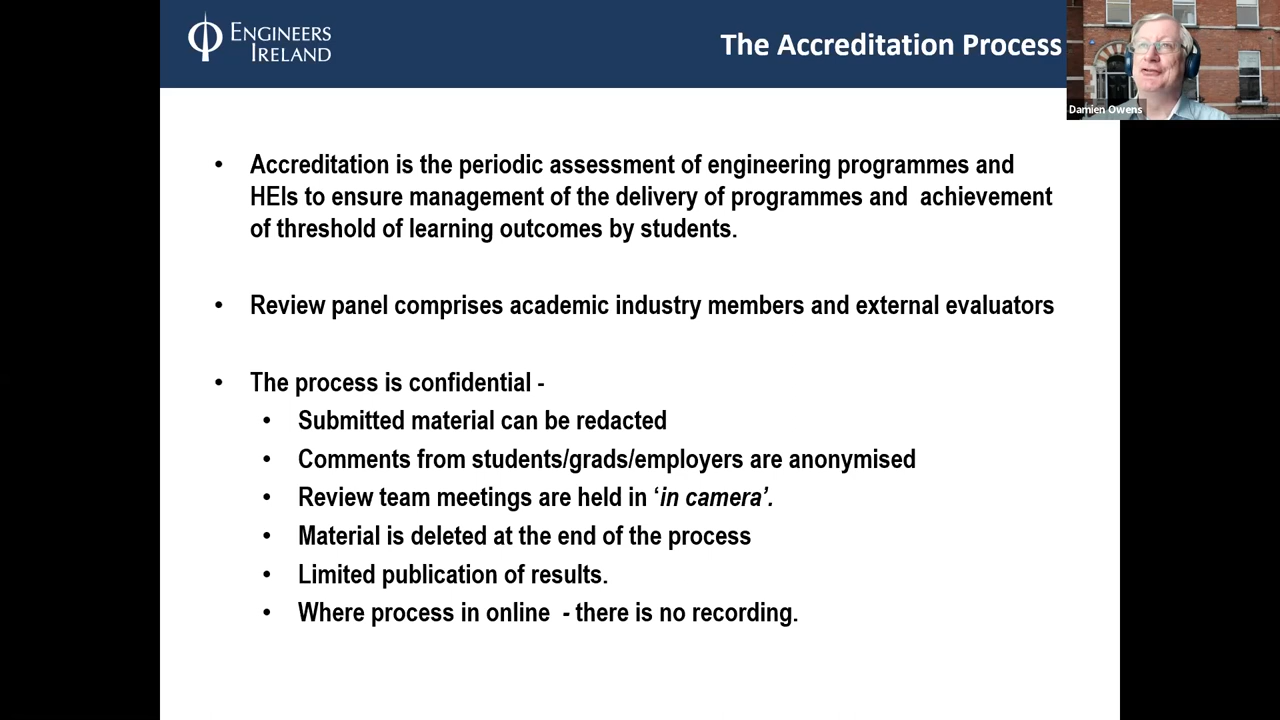 ENGINEERS
IRELAND
The Accreditation Process
Damien Owens
• Accreditation is the periodic assessment of engineering programmes and
HEIs to ensure management of the delivery of programmes and achievement
of threshold of learning outcomes by students.
• Review panel comprises academic industry members and external evaluators
• The process is confidential -
• Submitted material can be redacted
• Comments from students/grads/employers are anonymised
• Review team meetings are held in ‘in camera’.
• Material is deleted at the end of the process
• Limited publication of results.
• Where process in online - there is no recording.